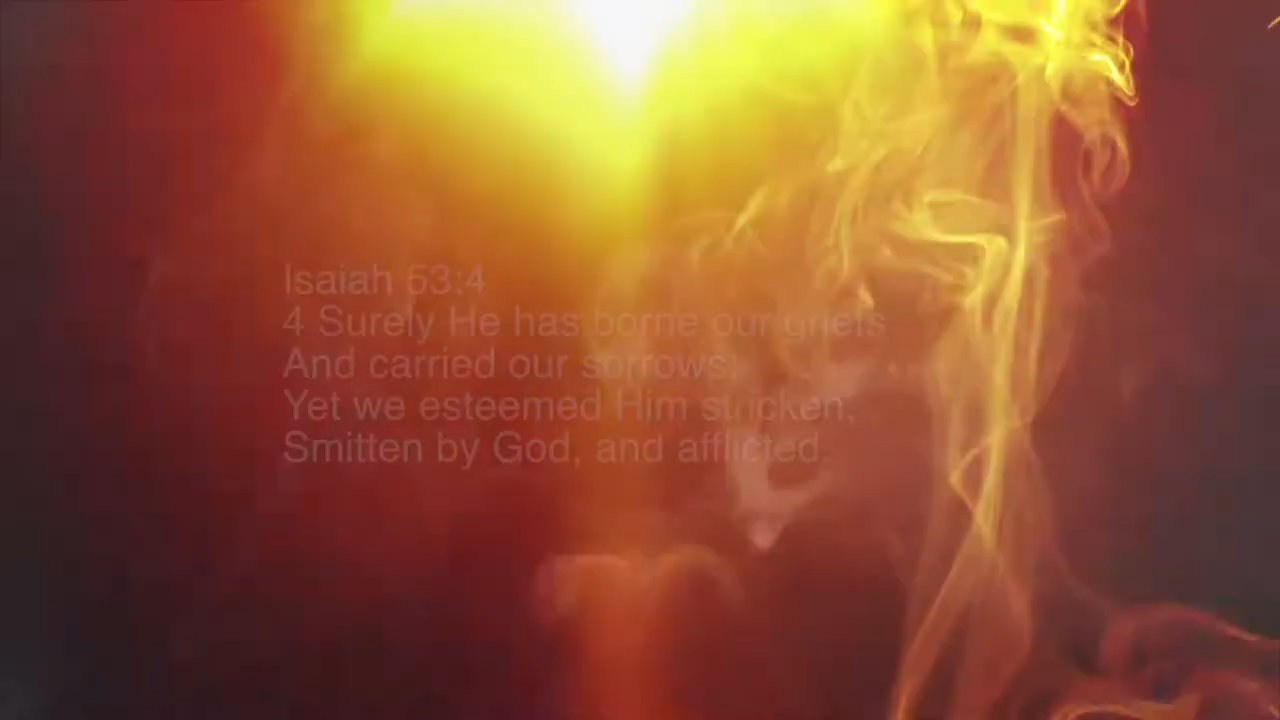 Isaiah 53:4
4 Surely He has borne our griefs
And carried our sorrows;
Yet we esteemed Him stricken,
Smitten by God, and afflicted.